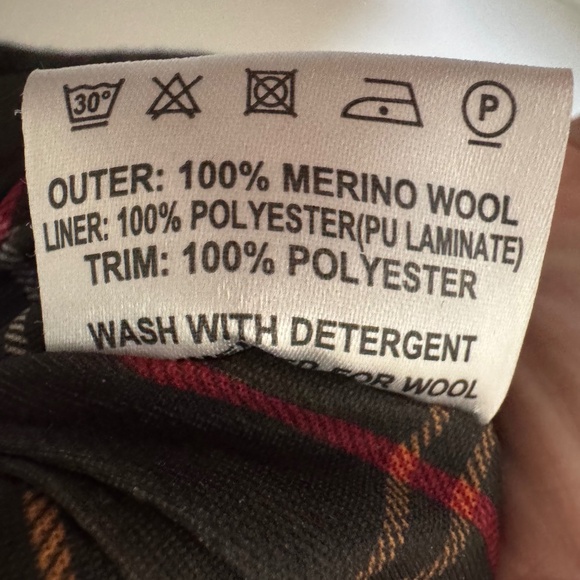 30° P
OUTER: 100% MERINO WOOL
LINER: 100% POLYESTER(PU LAMINATE)
TRIM: 100% POLYESTER
WASH WITH DETERGENT
FOR WOOL